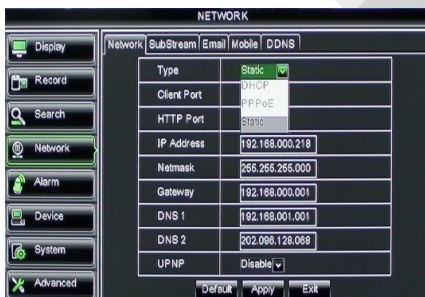 NETWORK
Display
Record
Search
Network
Alarm
Device
System
Advanced
Network SubStream Email Mobile DDNS
Type Static
DHCP
PPPoE
Static
Client Port
HTTP Port
IP Address 192.168.000.218
Netmask 255.255.255.000
Gateway 192.168.000.001
DNS 1 192.168.001.001
DNS 2 202.096.128.068
UPNP Disable
Default Apply Exit